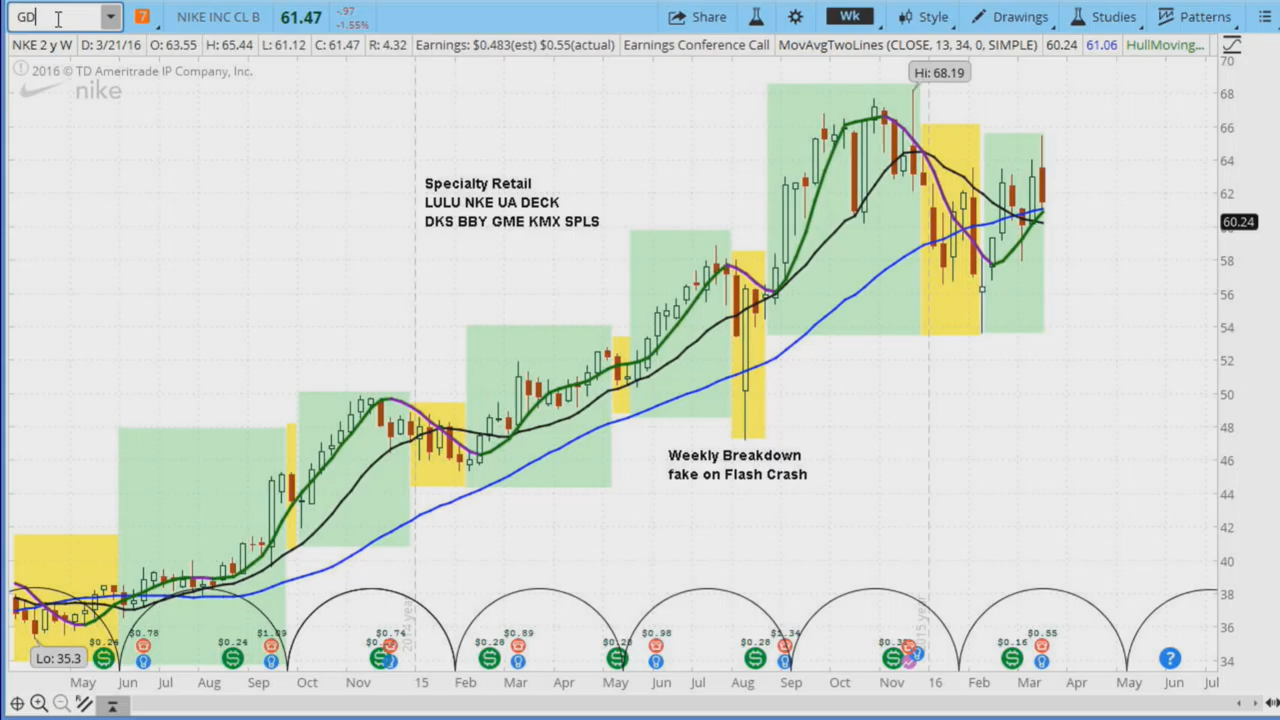 GD
7
NIKE INC CL B
61.47
-.97
-1.55%
Share
Wk
Style
Drawings
Studies
Patterns
NKE 2 y W
D: 3/21/16
O: 63.55
H: 65.44
L: 61.12
C: 61.47
R: 4.32
Earnings: $0.483(est) $0.55(actual)
Earnings Conference Call
MovAvgTwoLines (CLOSE, 13, 34, 0, SIMPLE)
60.24
61.06
HullMoving...
2016 © TD Ameritrade IP Company, Inc.
nike
Hi: 68.19
Specialty Retail
LULU NKE UA DECK
DKS BBY GME KMX SPLS
Weekly Breakdown
fake on Flash Crash
Lo: 35.3
70
68
66
64
62
60.24
58
56
54
52
50
48
46
44
42
40
38
36
34
2014 year
2015 year
$0.78
$0.24
$0.74
$0.28
$0.89
$0.98
$0.28
$0.16
$0.55
?
May Jun Jul Aug Sep Oct Nov 15 Feb Mar Apr May Jun Jul Aug Sep Oct Nov 16 Feb Mar Apr May Jun Jul